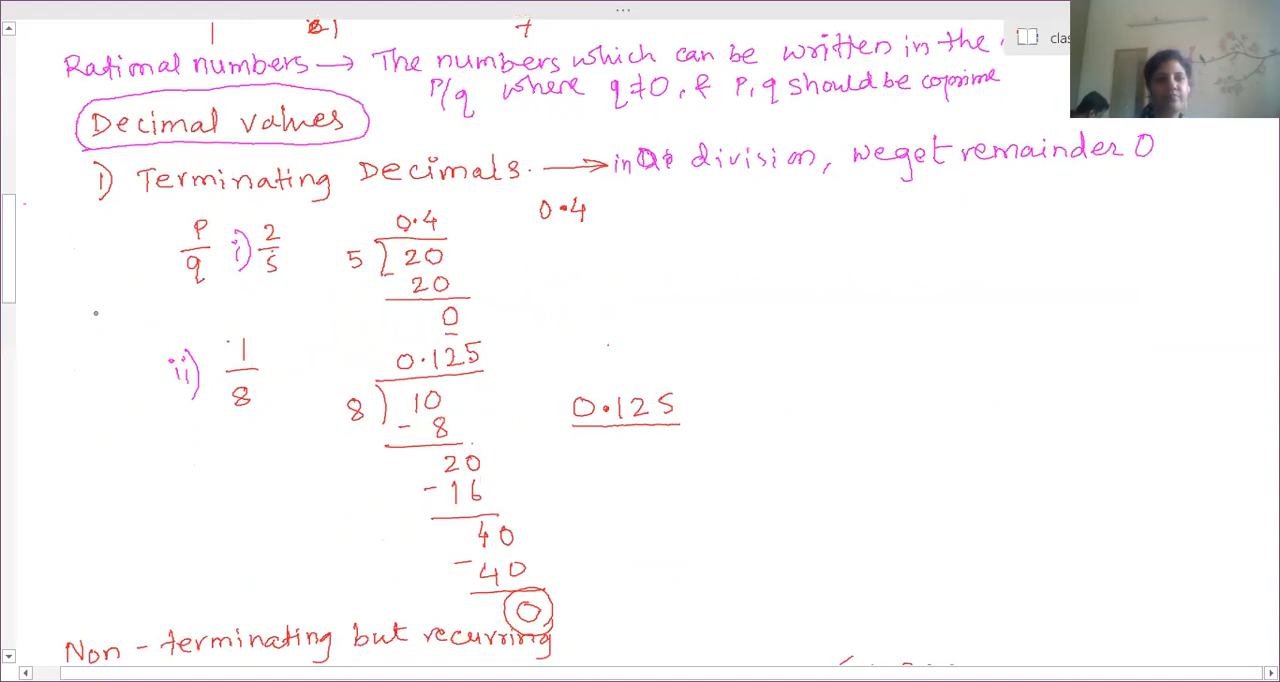 Rational numbers → The numbers which can be written in the
P/q where q≠0, & P, q should be coprime
Decimal values
1) Terminating Decimals. → in division, we get remainder 0
P/q i) 2/5
0.4
5 ) 20
20
0
0.4
ii) 1/8
0.125
8 ) 10
- 8
20
- 16
40
- 40
0
0.125
Non - terminating but recurring